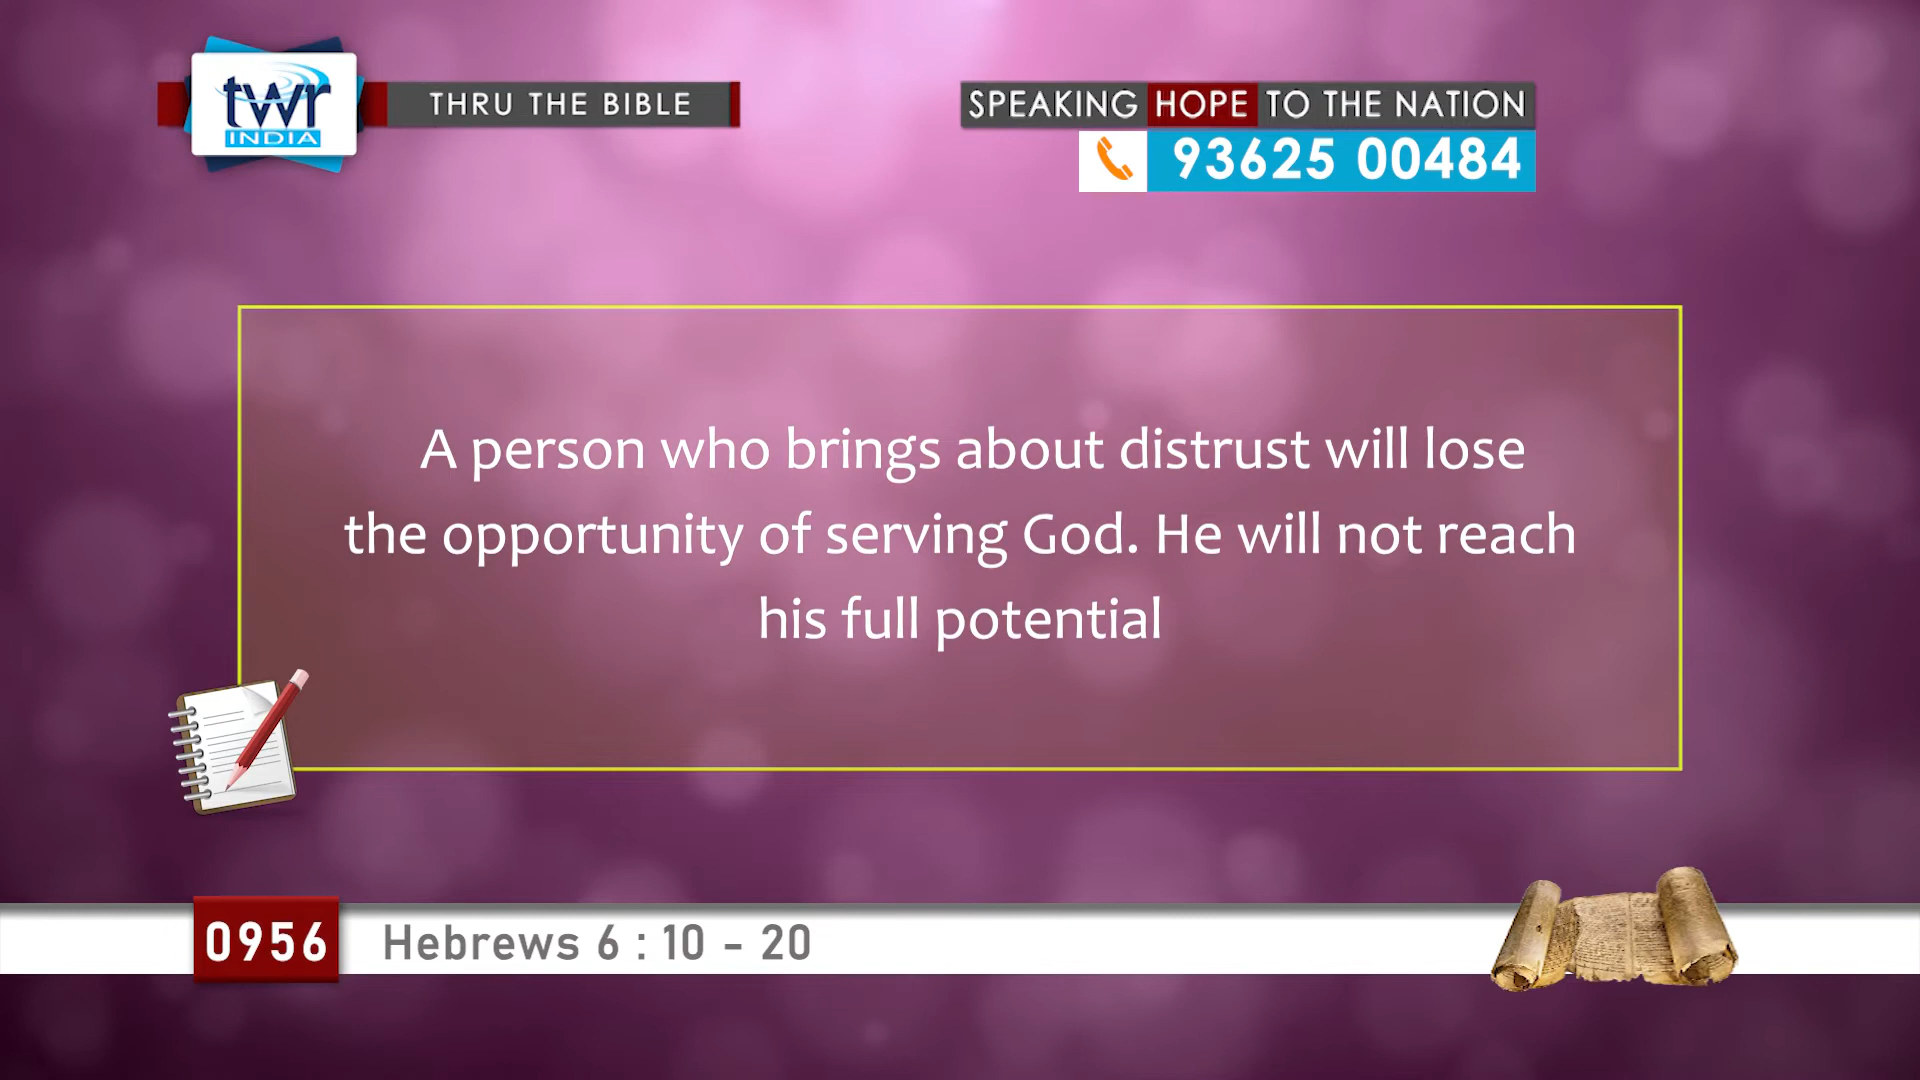 twr
INDIA
THRU THE BIBLE
SPEAKING HOPE TO THE NATION
93625 00484
A person who brings about distrust will lose
the opportunity of serving God. He will not reach
his full potential
0956
Hebrews 6 : 10 - 20